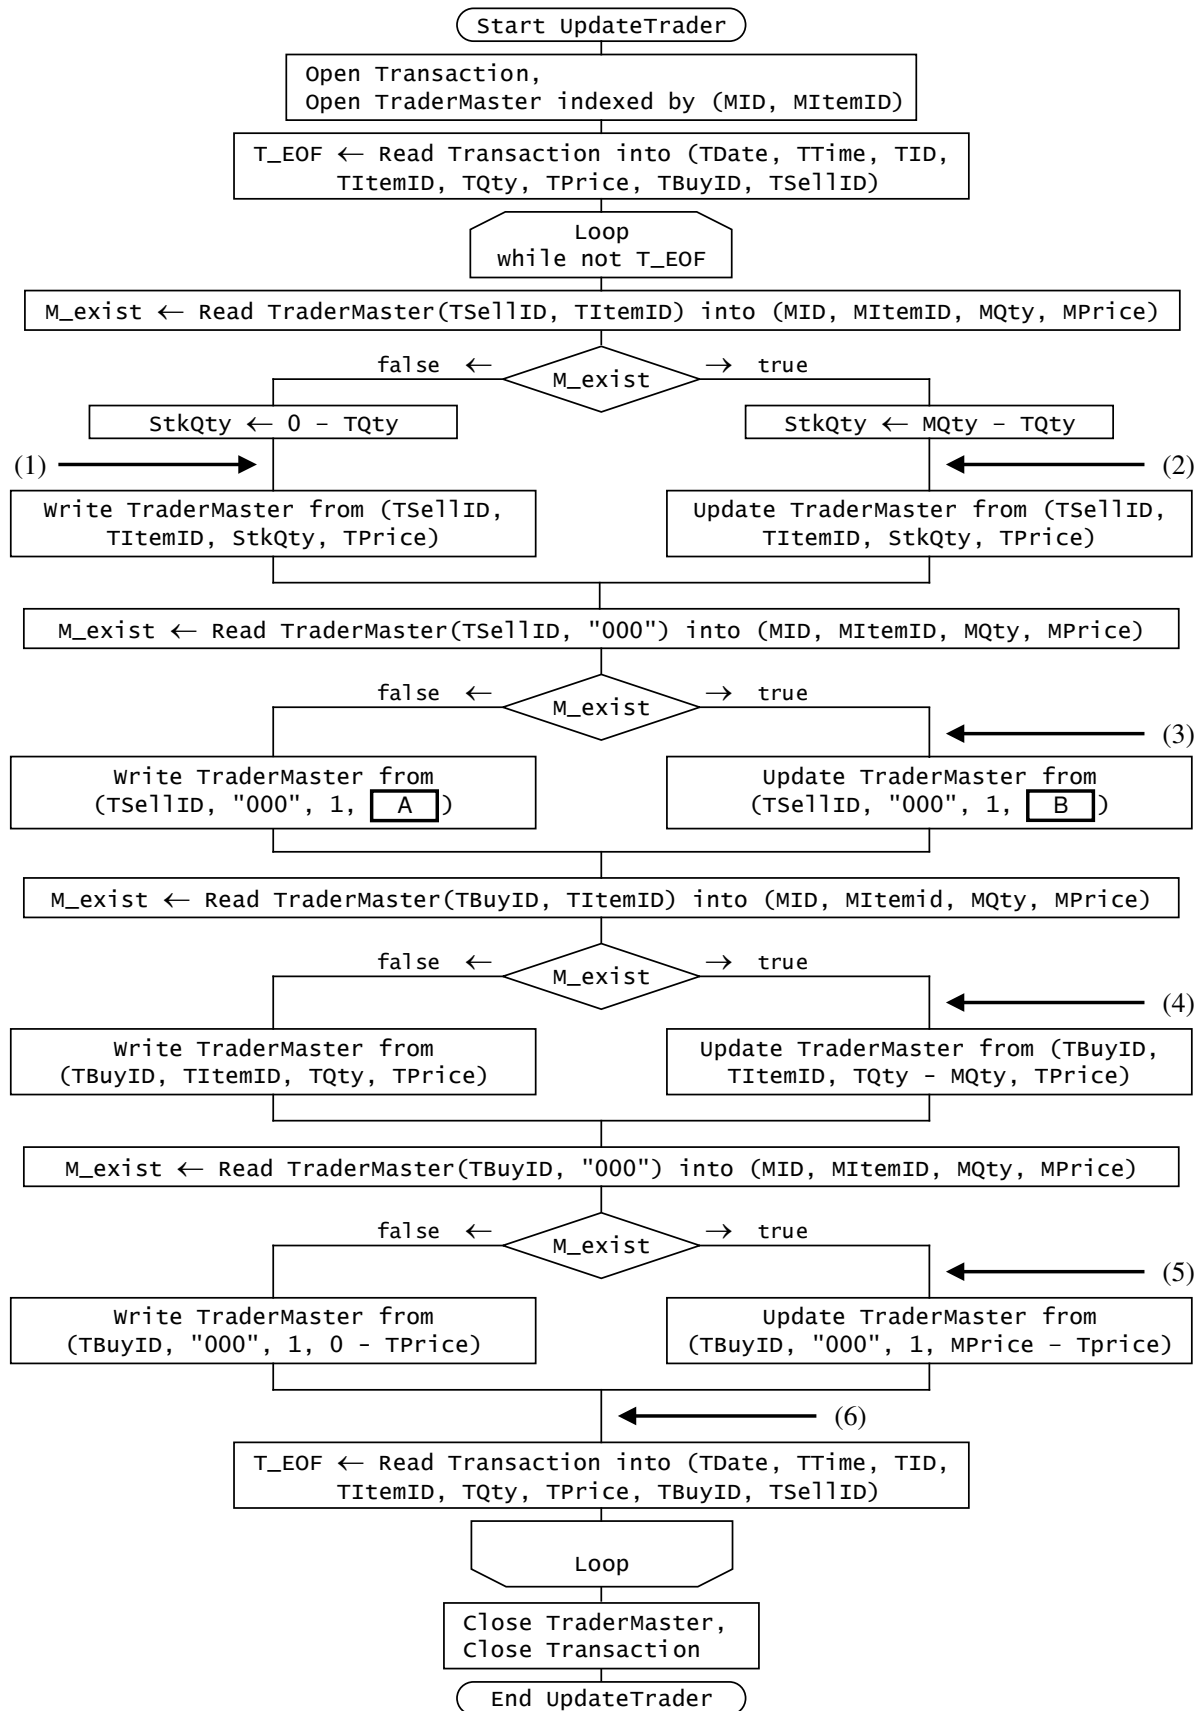 Start UpdateTrader
Open Transaction,
Open TraderMaster indexed by (MID, MItemID)
T_EOF ← Read Transaction into (TDate, TTime, TID,
TItemID, TQty, TPrice, TBuyID, TSellID)
Loop
while not T_EOF
M_exist ← Read TraderMaster(TSellID, TItemID) into (MID, MItemID, MQty, MPrice)
false ← → true
M_exist
StkQty ← 0 – TQty
StkQty ← MQty – TQty
(1)
(2)
Write TraderMaster from (TSellID,
TItemID, StkQty, TPrice)
Update TraderMaster from (TSellID,
TItemID, StkQty, TPrice)
M_exist ← Read TraderMaster(TSellID, "000") into (MID, MItemID, MQty, MPrice)
false ← → true
M_exist
(3)
Write TraderMaster from
(TSellID, "000", 1, A )
Update TraderMaster from
(TSellID, "000", 1, B )
M_exist ← Read TraderMaster(TBuyID, TItemID) into (MID, MItemid, MQty, MPrice)
false ← → true
M_exist
(4)
Write TraderMaster from
(TBuyID, TItemID, TQty, TPrice)
Update TraderMaster from (TBuyID,
TItemID, TQty - MQty, TPrice)
M_exist ← Read TraderMaster(TBuyID, "000") into (MID, MItemID, MQty, MPrice)
false ← → true
M_exist
(5)
Write TraderMaster from
(TBuyID, "000", 1, 0 - TPrice)
Update TraderMaster from
(TBuyID, "000", 1, MPrice – Tprice)
(6)
T_EOF ← Read Transaction into (TDate, TTime, TID,
TItemID, TQty, TPrice, TBuyID, TSellID)
Loop
Close TraderMaster,
Close Transaction
End UpdateTrader